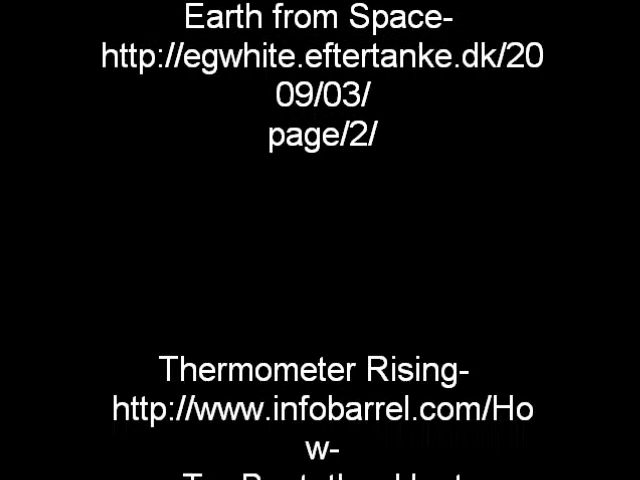 Earth from Space-
http://egwhite.eftertanke.dk/20
09/03/
page/2/
Thermometer Rising-
http://www.infobarrel.com/Ho
w-